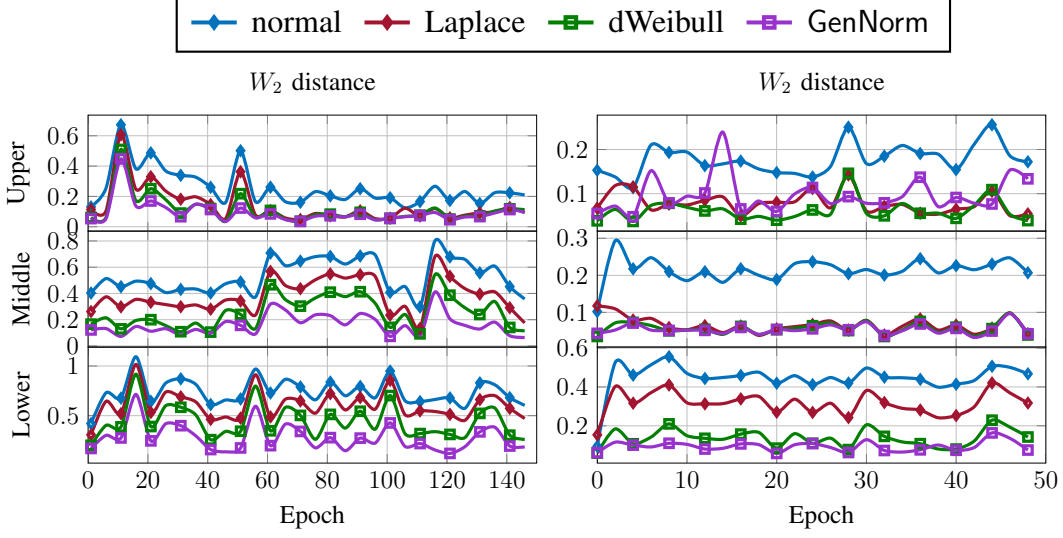 normal Laplace dWeibull GenNorm
W₂ distance W₂ distance
Upper
0.6
0.4
0.2
0
0.2
0.1
Middle
0.8
0.6
0.4
0.2
0
0.3
0.2
0.1
Lower
1
0.5
0.6
0.4
0.2
0 20 40 60 80 100 120 140
0 10 20 30 40 50
Epoch Epoch